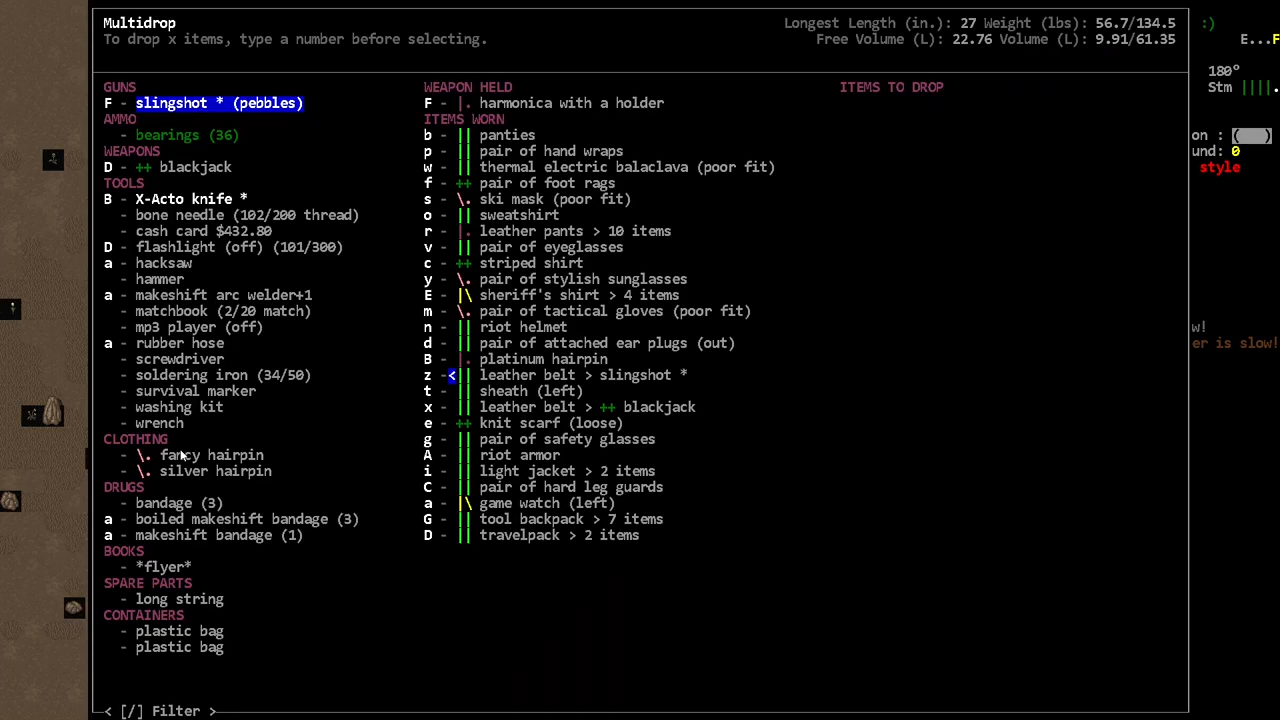 Multidrop
Longest Length (in.): 27 Weight (lbs): 56.7/134.5
To drop x items, type a number before selecting.
Free Volume (L): 22.76 Volume (L): 9.91/61.35
GUNS
F - slingshot * (pebbles)
AMMO
- bearings (36)
WEAPONS
D - ++ blackjack
TOOLS
B - X-Acto knife *
- bone needle (102/200 thread)
- cash card $432.80
D - flashlight (off) (101/300)
a - hacksaw
- hammer
a - makeshift arc welder+1
- matchbook (2/20 match)
- mp3 player (off)
a - rubber hose
- screwdriver
- soldering iron (34/50)
- survival marker
- washing kit
- wrench
CLOTHING
- \. fancy hairpin
- \. silver hairpin
DRUGS
- bandage (3)
a - boiled makeshift bandage (3)
a - makeshift bandage (1)
BOOKS
- *flyer*
SPARE PARTS
- long string
CONTAINERS
- plastic bag
- plastic bag
WEAPON HELD
F - |. harmonica with a holder
ITEMS WORN
b - || panties
p - || pair of hand wraps
w - || thermal electric balaclava (poor fit)
f - ++ pair of foot rags
s - \. ski mask (poor fit)
o - || sweatshirt
r - |. leather pants > 10 items
v - || pair of eyeglasses
c - ++ striped shirt
y - \. pair of stylish sunglasses
E - |\ sheriff's shirt > 4 items
m - \. pair of tactical gloves (poor fit)
n - || riot helmet
d - || pair of attached ear plugs (out)
B - |. platinum hairpin
z -<|| leather belt > slingshot *
t - || sheath (left)
x - || leather belt > ++ blackjack
e - ++ knit scarf (loose)
g - || pair of safety glasses
A - || riot armor
i - || light jacket > 2 items
C - || pair of hard leg guards
a - |\ game watch (left)
G - || tool backpack > 7 items
D - || travelpack > 2 items
ITEMS TO DROP
< [/] Filter >
:)
E...F
180°
Stm ||||.
on : (   )
und: 0
style
w!
er is slow!